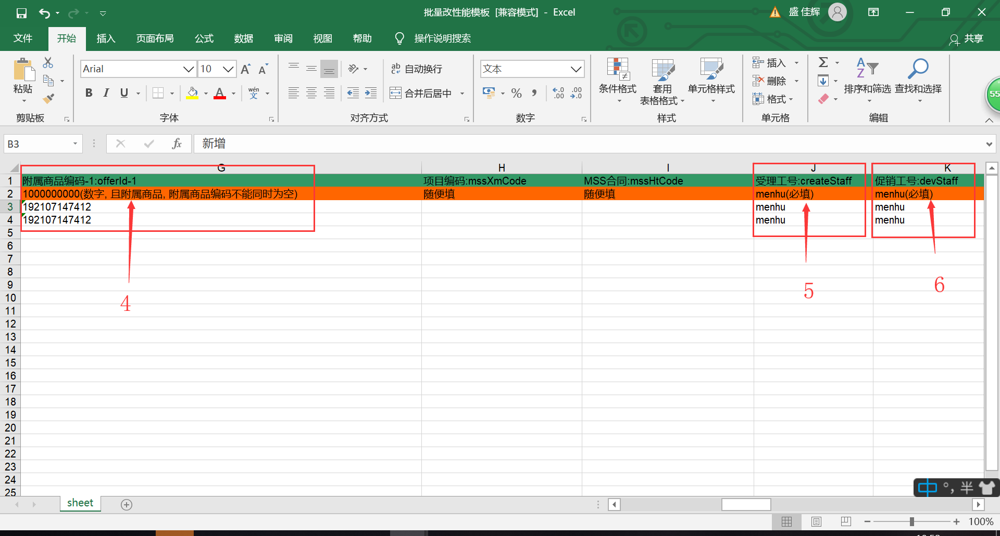 批量改性能模板 [兼容模式] - Excel
盛 佳辉
文件 开始 插入 页面布局 公式 数据 审阅 视图 帮助 操作说明搜索 共享
粘贴
剪贴板
Arial 10
B I U A wén 文
字体
ab 自动换行
合并后居中
对齐方式
文本
% , .00 .0
数字
条件格式
套用
表格格式
单元格样式
样式
插入
删除
格式
单元格
Σ
排序和筛选
查找和选择
编辑
55
B3 fx 新增
G H I J K
1 附属商品编码-1:offerId-1 项目编码:mssXmCode MSS合同:mssHtCode 受理工号:createStaff 促销工号:devStaff
2 1000000000(数字, 且附属商品, 附属商品编码不能同时为空) 随便填 随便填 menhu(必填) menhu(必填)
3 192107147412 menhu menhu
4 192107147412 menhu menhu
5
6
7
8
9
10
11
12
13
14
15
16
17
18
19
20
21
22
23
24
25
4
5
6
中 °, 半
sheet
100%